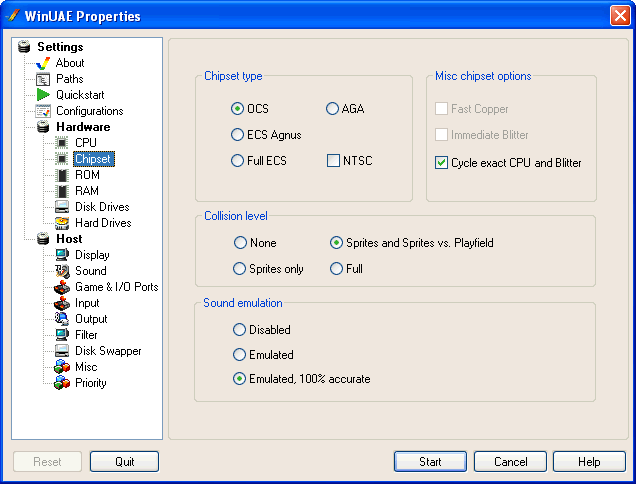 WinUAE Properties
Settings
About
Paths
Quickstart
Configurations
Hardware
CPU
Chipset
ROM
RAM
Disk Drives
Hard Drives
Host
Display
Sound
Game & I/O Ports
Input
Output
Filter
Disk Swapper
Misc
Priority
Chipset type
OCS AGA
ECS Agnus
Full ECS NTSC
Misc chipset options
Fast Copper
Immediate Blitter
Cycle exact CPU and Blitter
Collision level
None Sprites and Sprites vs. Playfield
Sprites only Full
Sound emulation
Disabled
Emulated
Emulated, 100% accurate
Reset Quit Start Cancel Help